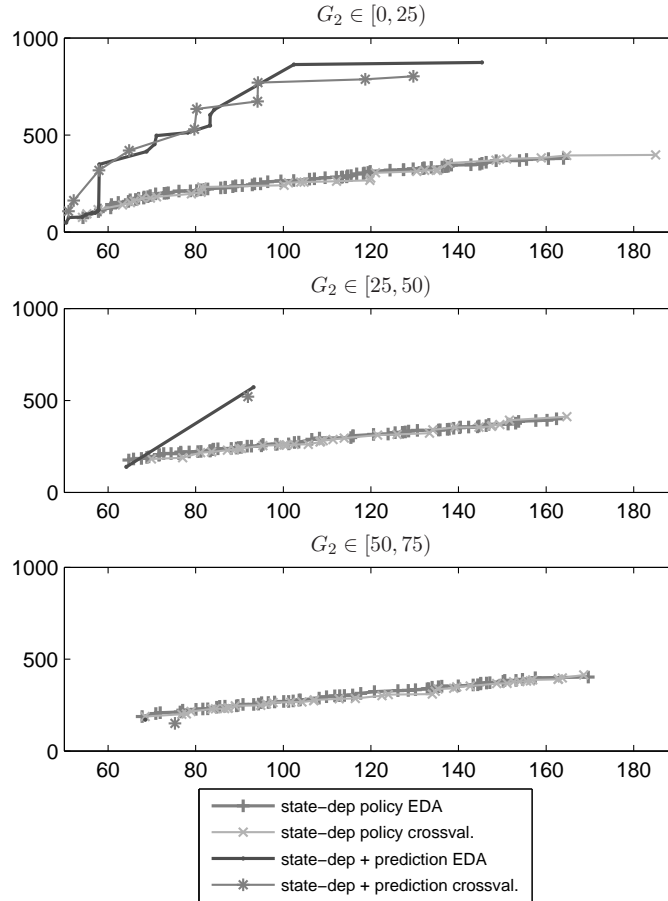 G₂ ∈ [0, 25)
1000
500
0
60 80 100 120 140 160 180
G₂ ∈ [25, 50)
1000
500
0
60 80 100 120 140 160 180
G₂ ∈ [50, 75)
1000
500
0
60 80 100 120 140 160 180
state−dep policy EDA
state−dep policy crossval.
state−dep + prediction EDA
state−dep + prediction crossval.